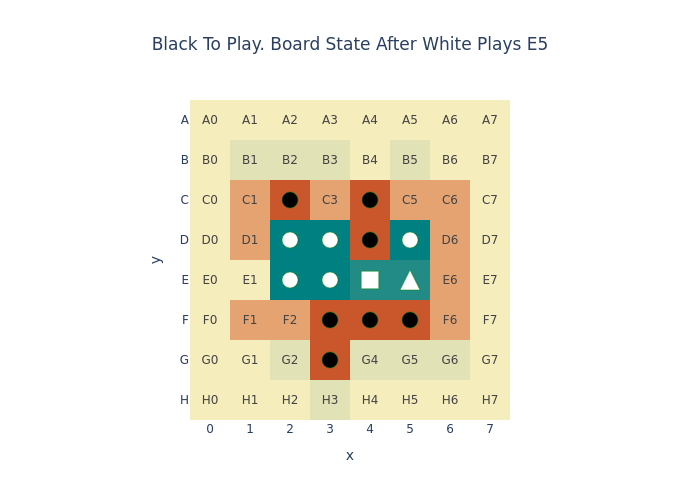 Black To Play. Board State After White Plays E5
A A0 A1 A2 A3 A4 A5 A6 A7
B B0 B1 B2 B3 B4 B5 B6 B7
C C0 C1 C3 C5 C6 C7
D D0 D1 D6 D7
y
E E0 E1 E6 E7
F F0 F1 F2 F6 F7
G G0 G1 G2 G4 G5 G6 G7
H H0 H1 H2 H3 H4 H5 H6 H7
0 1 2 3 4 5 6 7
x